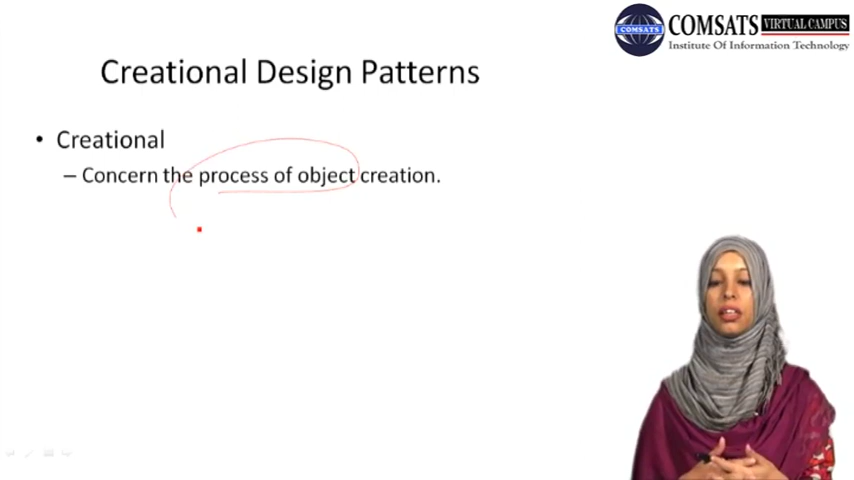 COMSATS VIRTUAL CAMPUS
COMSATS
Institute Of Information Technology
Creational Design Patterns
• Creational
– Concern the process of object creation.